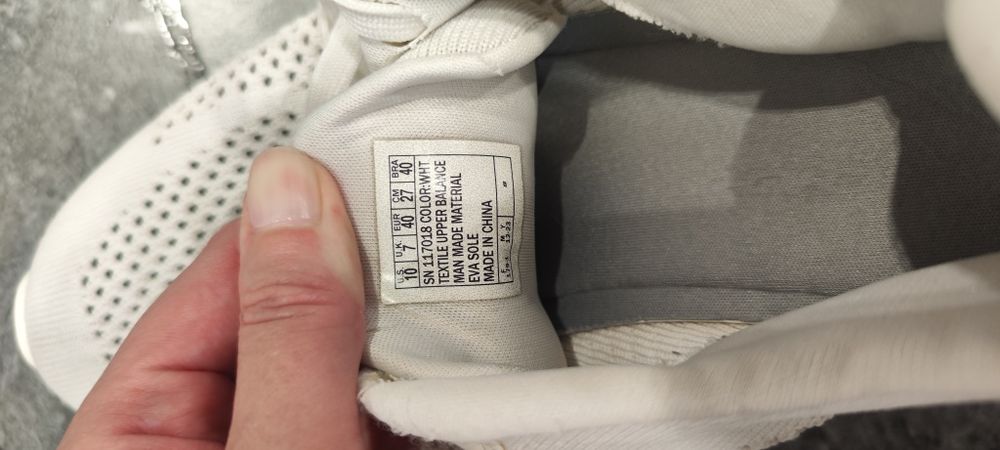 U.S. U.K. EUR CM BRA
10 7 40 27 40
SN 117018 COLOR:WHT
TEXTILE UPPER BALANCE
MAN MADE MATERIAL
EVA SOLE
MADE IN CHINA